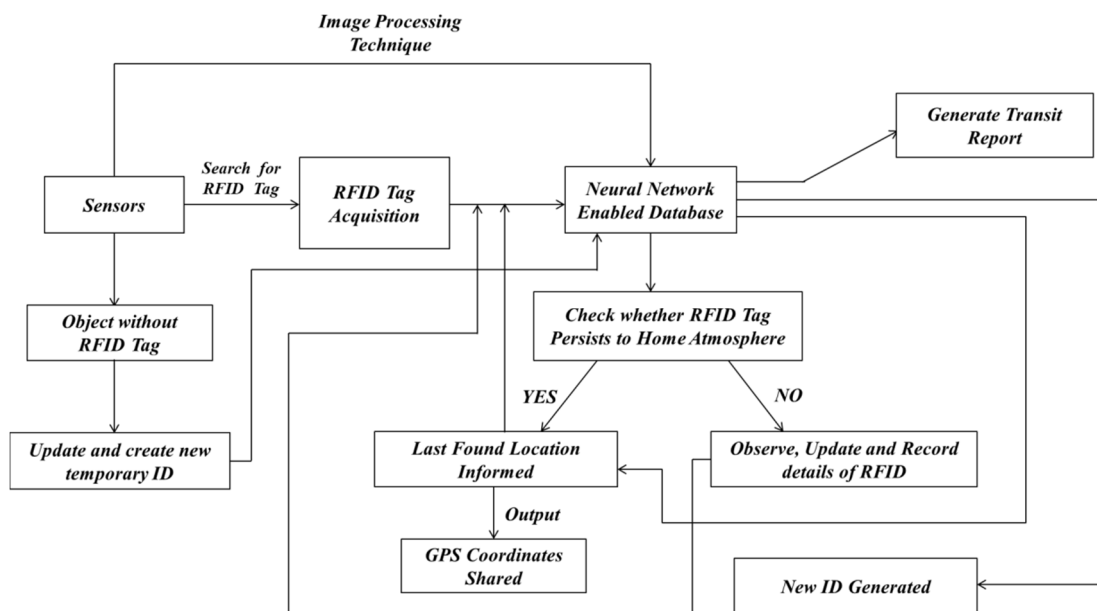 Image Processing
Technique
Generate Transit
Report
Search for
RFID Tag
Sensors
RFID Tag
Acquisition
Neural Network
Enabled Database
Object without
RFID Tag
Check whether RFID Tag
Persists to Home Atmosphere
YES
NO
Update and create new
temporary ID
Last Found Location
Informed
Observe, Update and Record
details of RFID
Output
GPS Coordinates
Shared
New ID Generated